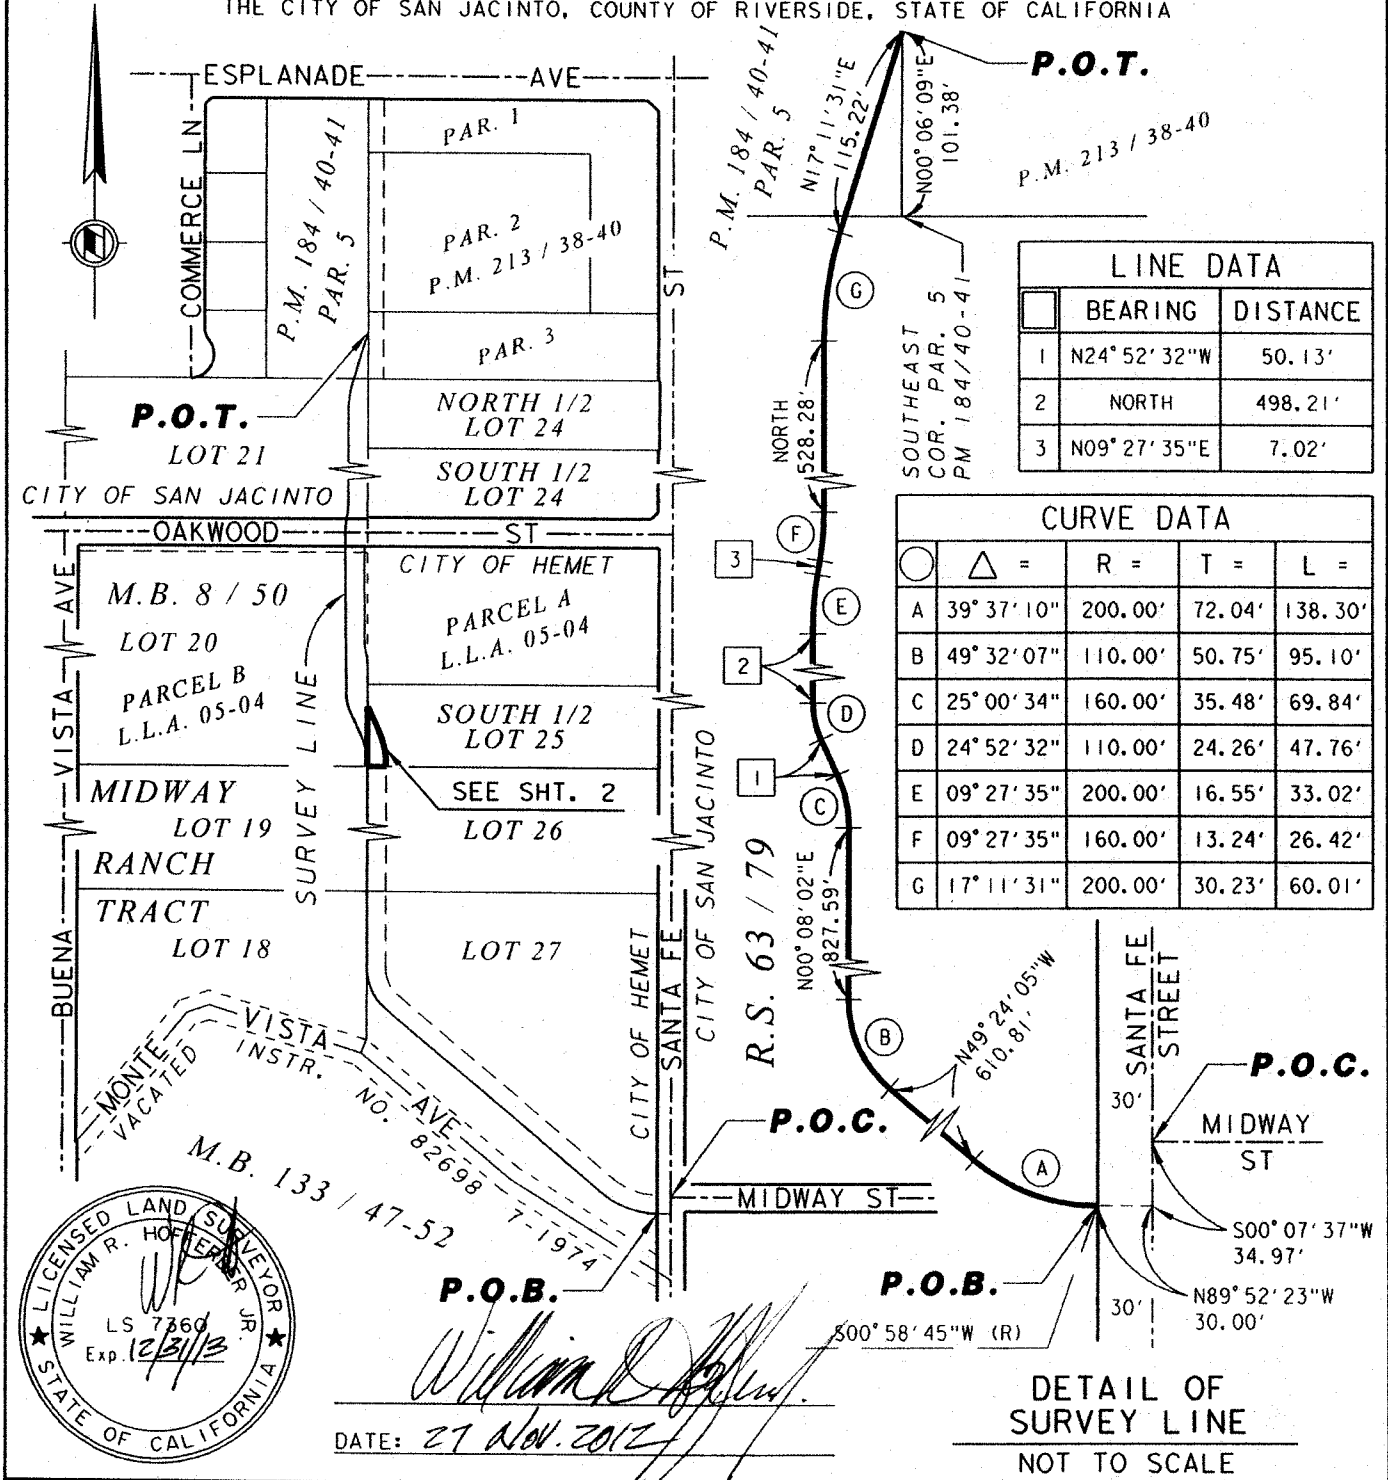 THE CITY OF SAN JACINTO, COUNTY OF RIVERSIDE, STATE OF CALIFORNIA
ESPLANADE AVE
COMMERCE LN
P.M. 184 / 40-41
PAR. 5
PAR. 1
PAR. 2
P.M. 213 / 38-40
PAR. 3
ST
P.O.T.
LOT 21
NORTH 1/2
LOT 24
SOUTH 1/2
LOT 24
CITY OF SAN JACINTO
OAKWOOD ST
CITY OF HEMET
M.B. 8 / 50
LOT 20
PARCEL B
L.L.A. 05-04
PARCEL A
L.L.A. 05-04
BUENA VISTA AVE
SURVEY LINE
SOUTH 1/2
LOT 25
SEE SHT. 2
MIDWAY
LOT 19
RANCH
TRACT
LOT 18
LOT 26
LOT 27
MONTE VISTA AVE
VACATED
INSTR. NO. 82698 7-1974
M.B. 133 / 47-52
CITY OF HEMET
SANTA FE
CITY OF SAN JACINTO
R.S. 63 / 79
P.O.C.
MIDWAY ST
P.O.B.
P.M. 184 / 40-41
PAR. 5
N17°11'31"E
115.22'
N00°06'09"E
101.38'
P.O.T.
P.M. 213 / 38-40
G
SOUTHEAST
COR. PAR. 5
PM 184/40-41
NORTH
528.28'
F
3
E
2
D
1
C
N00°08'02"E
827.59'
B
N49°24'05"W
610.81'
A
LINE DATA
BEARING DISTANCE
1 N24°52'32"W 50.13'
2 NORTH 498.21'
3 N09°27'35"E 7.02'
CURVE DATA
△ = R = T = L =
A 39°37'10" 200.00' 72.04' 138.30'
B 49°32'07" 110.00' 50.75' 95.10'
C 25°00'34" 160.00' 35.48' 69.84'
D 24°52'32" 110.00' 24.26' 47.76'
E 09°27'35" 200.00' 16.55' 33.02'
F 09°27'35" 160.00' 13.24' 26.42'
G 17°11'31" 200.00' 30.23' 60.01'
SANTA FE
STREET
30'
P.O.C.
MIDWAY
ST
S00°07'37"W
34.97'
N89°52'23"W
30.00'
30'
P.O.B.
S00°58'45"W (R)
DETAIL OF
SURVEY LINE
NOT TO SCALE
LICENSED LAND SURVEYOR
WILLIAM R. HOFFERBER JR.
LS 7360
Exp. 12/31/13
STATE OF CALIFORNIA
DATE: 27 NOV. 2012